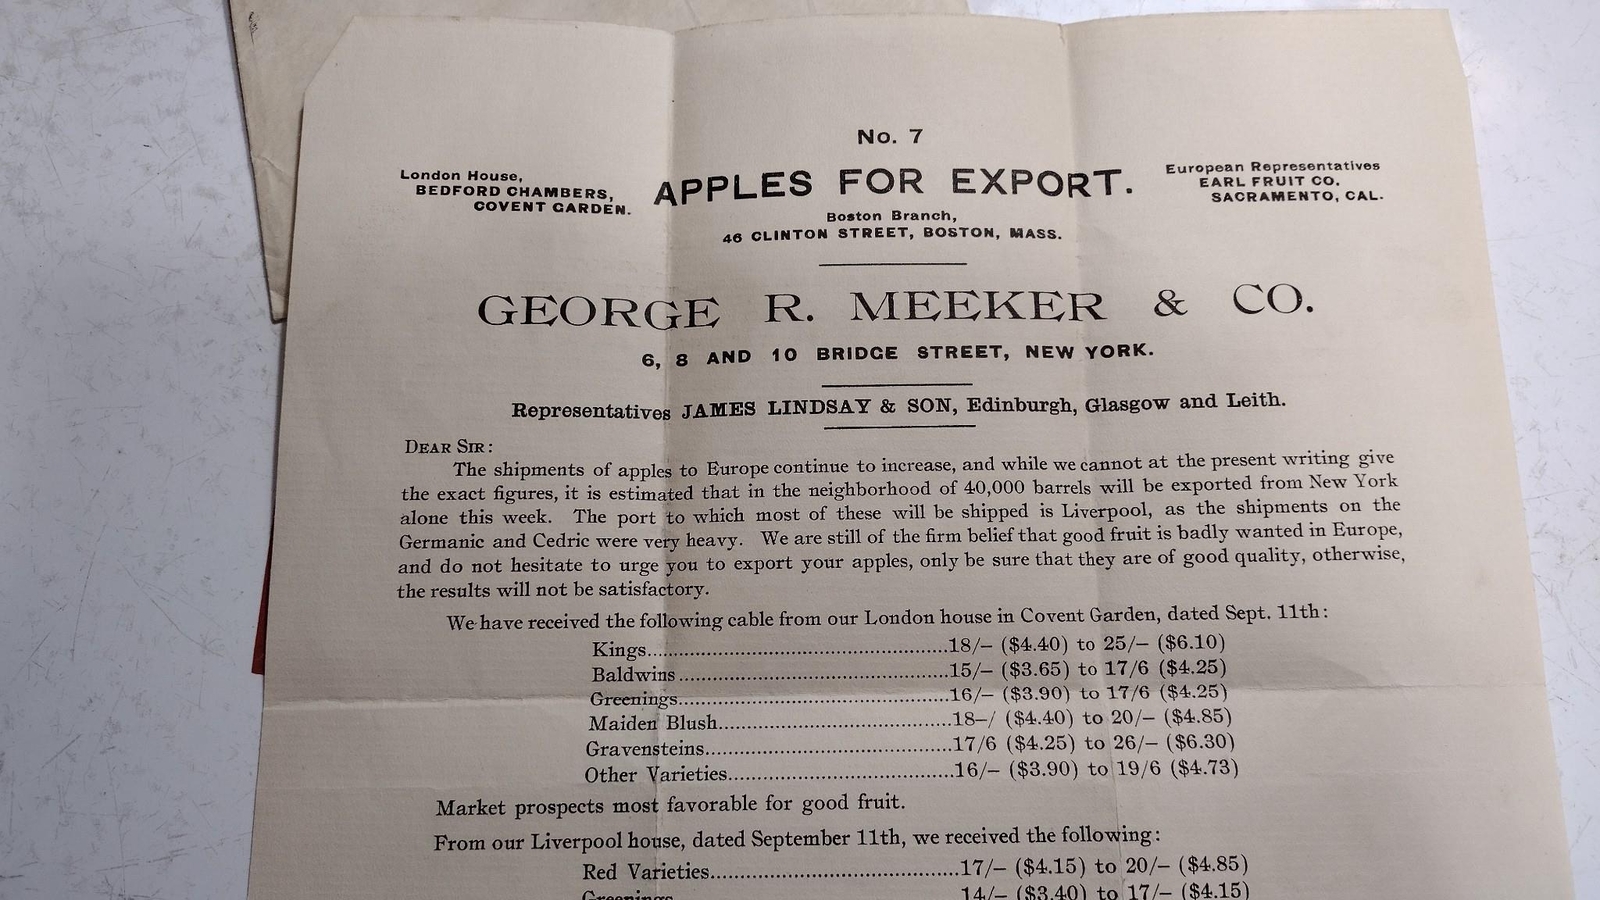 No. 7
London House,
BEDFORD CHAMBERS,
COVENT GARDEN.
APPLES FOR EXPORT.
Boston Branch,
46 CLINTON STREET, BOSTON, MASS.
European Representatives
EARL FRUIT CO.
SACRAMENTO, CAL.
GEORGE R. MEEKER & CO.
6, 8 AND 10 BRIDGE STREET, NEW YORK.
Representatives JAMES LINDSAY & SON, Edinburgh, Glasgow and Leith.
DEAR SIR:
The shipments of apples to Europe continue to increase, and while we cannot at the present writing give
the exact figures, it is estimated that in the neighborhood of 40,000 barrels will be exported from New York
alone this week. The port to which most of these will be shipped is Liverpool, as the shipments on the
Germanic and Cedric were very heavy. We are still of the firm belief that good fruit is badly wanted in Europe,
and do not hesitate to urge you to export your apples, only be sure that they are of good quality, otherwise,
the results will not be satisfactory.
We have received the following cable from our London house in Covent Garden, dated Sept. 11th:
Kings..........18/– ($4.40) to 25/– ($6.10)
Baldwins..........15/– ($3.65) to 17/6 ($4.25)
Greenings..........16/– ($3.90) to 17/6 ($4.25)
Maiden Blush..........18–/ ($4.40) to 20/– ($4.85)
Gravensteins..........17/6 ($4.25) to 26/– ($6.30)
Other Varieties..........16/– ($3.90) to 19/6 ($4.73)
Market prospects most favorable for good fruit.
From our Liverpool house, dated September 11th, we received the following:
Red Varieties..........17/– ($4.15) to 20/– ($4.85)
Greenings..........14/– ($3.40) to 17/– ($4.15)